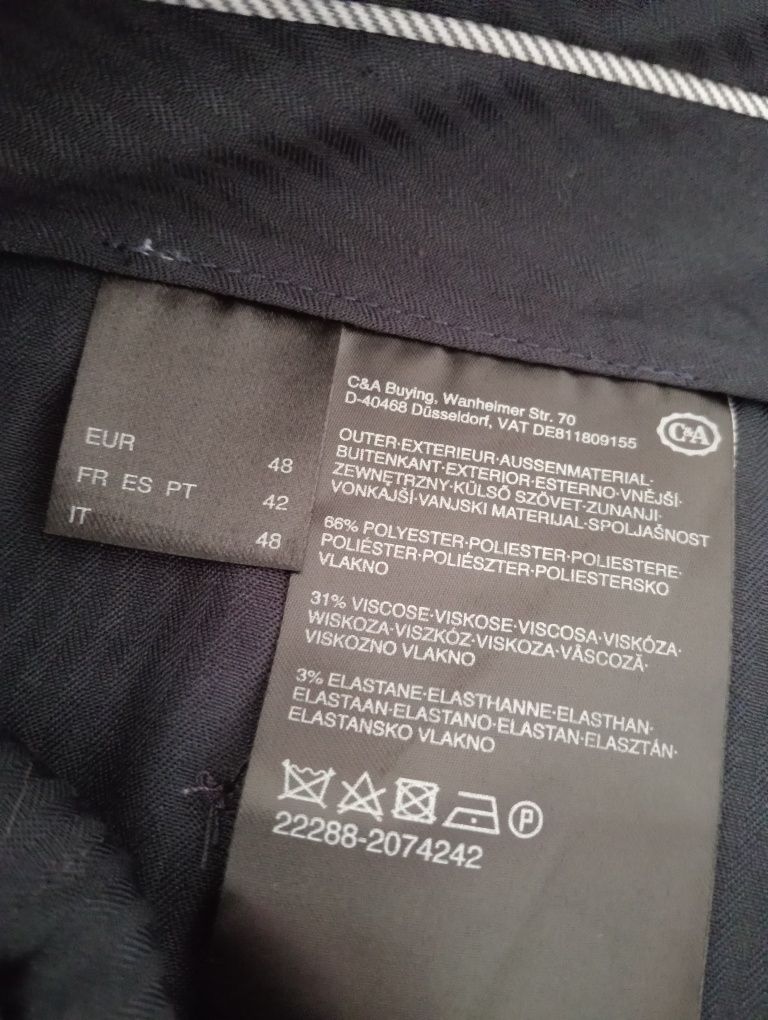 EUR 48
FR ES PT 42
IT 48
C&A Buying, Wanheimer Str. 70
D-40468 Düsseldorf, VAT DE811809155
C&A
OUTER·EXTERIEUR·AUSSENMATERIAL·
BUITENKANT·EXTERIOR·ESTERNO·VNĚJŠÍ·
ZEWNĘTRZNY·KÜLSŐ SZÖVET·ZUNANJI·
VONKAJŠÍ·VANJSKI MATERIJAL·SPOLJAŠNOST
66% POLYESTER·POLIESTER·POLIESTERE·
POLIÉSTER·POLIÉSZTER·POLIESTERSKO
VLAKNO
31% VISCOSE·VISKOSE·VISCOSA·VISKÓZA·
WISKOZA·VISZKÓZ·VISKOZA·VÂSCOZĂ·
VISKOZNO VLAKNO
3% ELASTANE·ELASTHANNE·ELASTHAN·
ELASTAAN·ELASTANO·ELASTAN·ELASZTÁN·
ELASTANSKO VLAKNO
P
22288-2074242